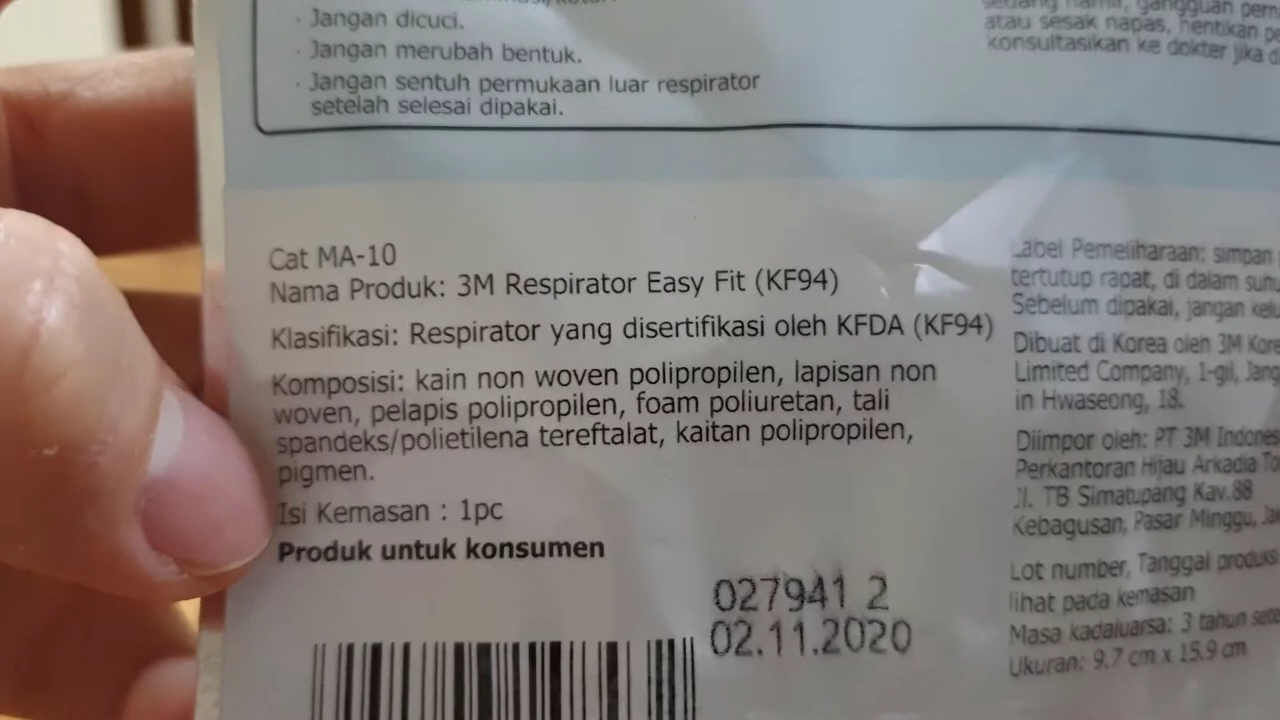 · Jangan dicuci.
· Jangan merubah bentuk.
· Jangan sentuh permukaan luar respirator
setelah selesai dipakai.
gangguan
atau sesak napas, hentikan
konsultasikan ke dokter jika
Cat MA-10
Nama Produk: 3M Respirator Easy Fit (KF94)
Klasifikasi: Respirator yang disertifikasi oleh KFDA (KF94)
Komposisi: kain non woven polipropilen, lapisan non
woven, pelapis polipropilen, foam poliuretan, tali
spandeks/polietilena tereftalat, kaitan polipropilen,
pigmen.
Isi Kemasan : 1pc
Produk untuk konsumen
027941 2
02.11.2020
Label Pemeliharaan: simpan
tertutup rapat, di dalam
Sebelum dipakai, jangan
Dibuat di Korea oleh 3M
Limited Company, 1-gil,
in Hwaseong, 18.
Diimpor oleh: PT 3M
Perkantoran Hijau Arkadia
Jl. TB Simatupang Kav.88
Kebagusan, Pasar Minggu,
Lot number, Tanggal produksi
lihat pada kemasan
Masa kadaluarsa: 3 tahun
Ukuran: 9.7 cm x 15.9 cm